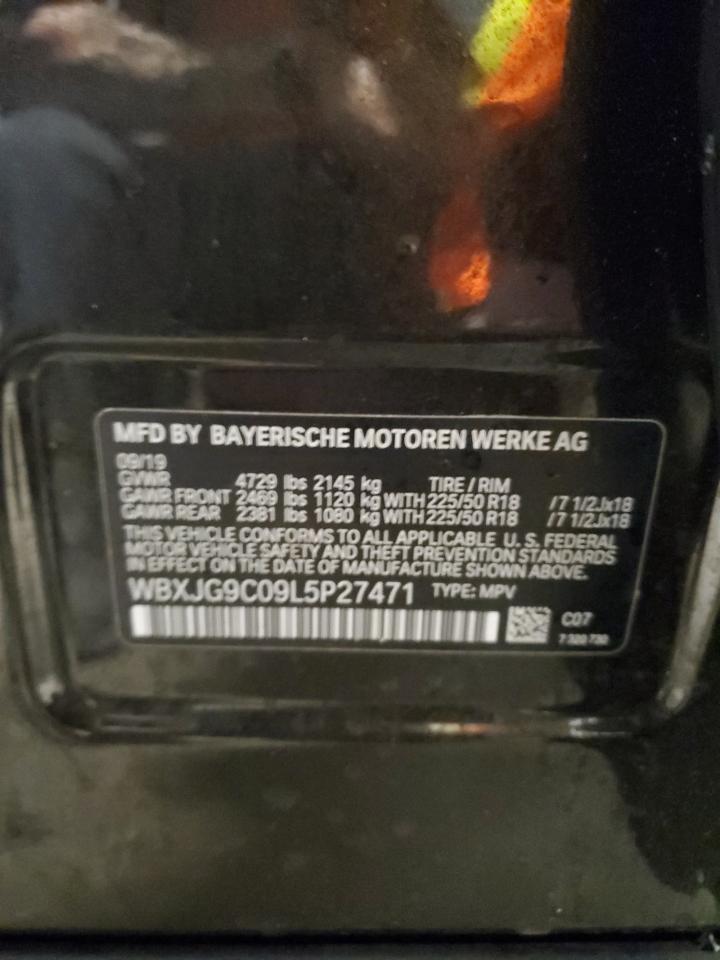 MFD BY BAYERISCHE MOTOREN WERKE AG
09/19
GVWR 4729 lbs 2145 kg TIRE / RIM
GAWR FRONT 2469 lbs 1120 kg WITH 225/50 R18 /7 1/2Jx18
GAWR REAR 2381 lbs 1080 kg WITH 225/50 R18 /7 1/2Jx18
THIS VEHICLE CONFORMS TO ALL APPLICABLE U. S. FEDERAL
MOTOR VEHICLE SAFETY AND THEFT PREVENTION STANDARDS
IN EFFECT ON THE DATE OF MANUFACTURE SHOWN ABOVE.
WBXJG9C09L5P27471 TYPE: MPV
C07
7 320 730